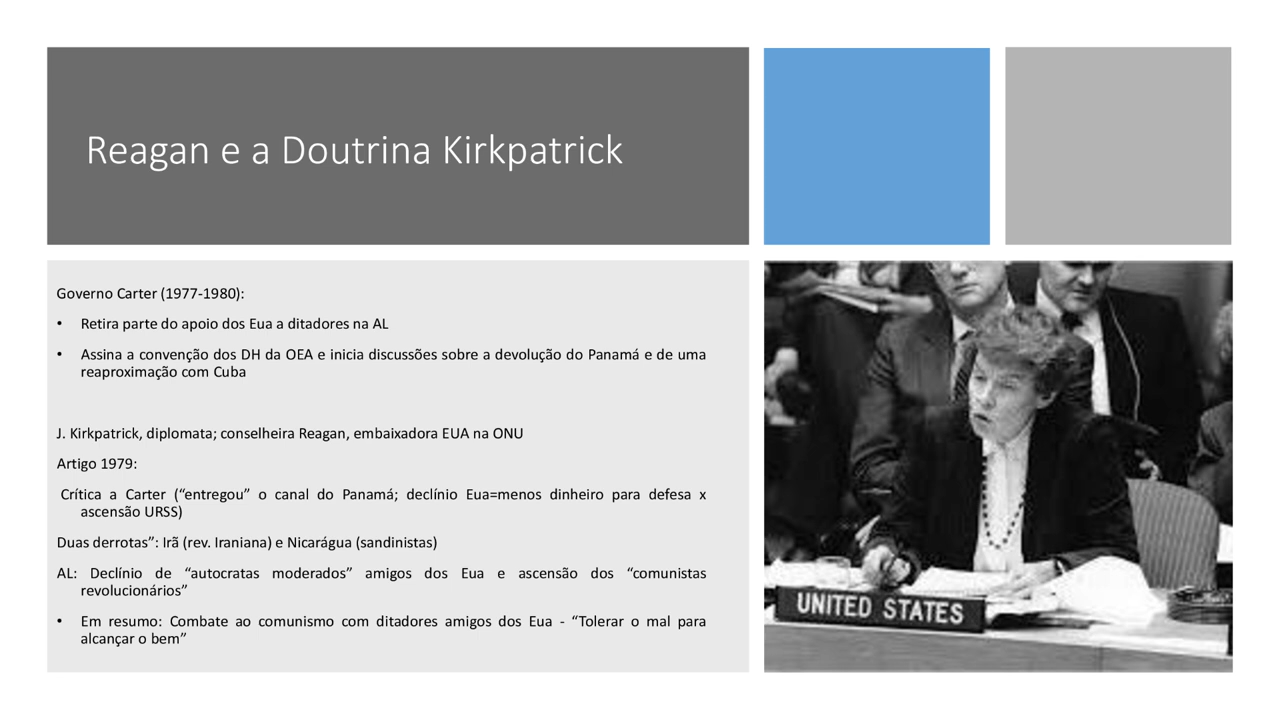 Reagan e a Doutrina Kirkpatrick
Governo Carter (1977-1980):
• Retira parte do apoio dos Eua a ditadores na AL
• Assina a convenção dos DH da OEA e inicia discussões sobre a devolução do Panamá e de uma
reaproximação com Cuba
J. Kirkpatrick, diplomata; conselheira Reagan, embaixadora EUA na ONU
Artigo 1979:
Crítica a Carter (“entregou” o canal do Panamá; declínio Eua=menos dinheiro para defesa x
ascensão URSS)
Duas derrotas”: Irã (rev. Iraniana) e Nicarágua (sandinistas)
AL: Declínio de “autocratas moderados” amigos dos Eua e ascensão dos “comunistas
revolucionários”
• Em resumo: Combate ao comunismo com ditadores amigos dos Eua - “Tolerar o mal para
alcançar o bem”
UNITED STATES